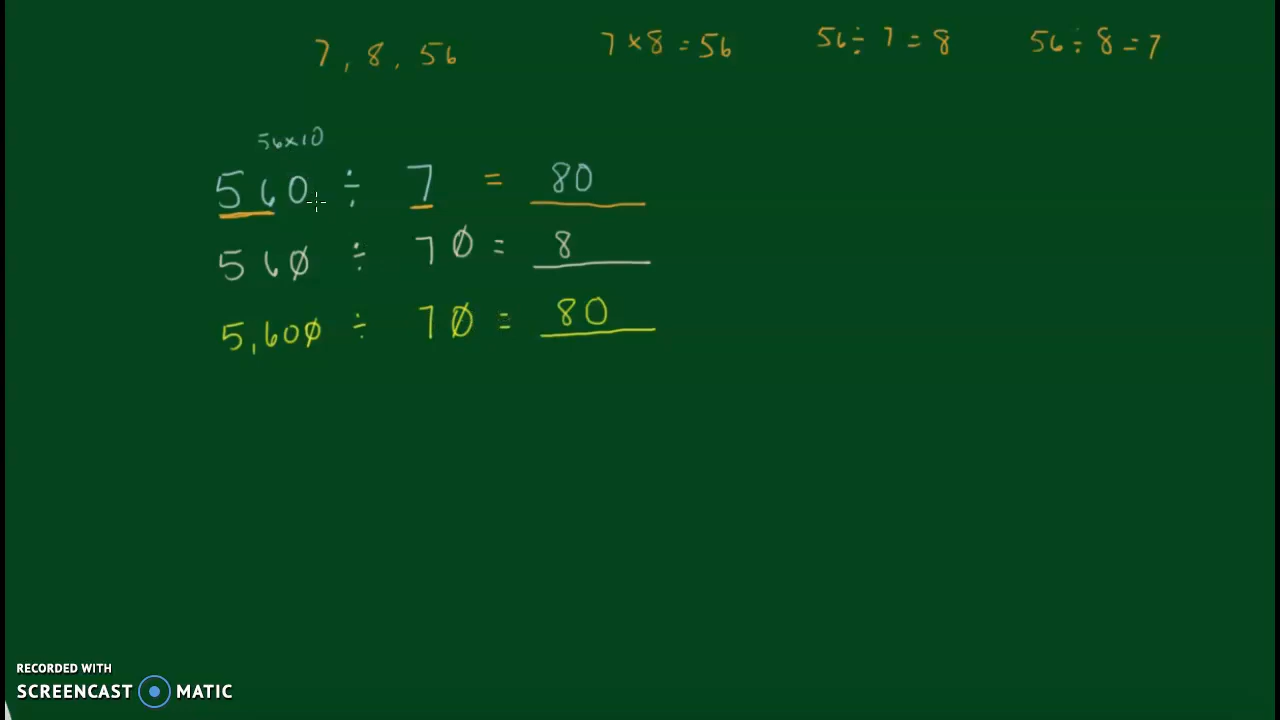 7, 8, 56 7 × 8 = 56 56 ÷ 7 = 8 56 ÷ 8 = 7
56×10
560 ÷ 7 = 80
560 ÷ 70 = 8
5,600 ÷ 70 = 80
RECORDED WITH
SCREENCAST MATIC